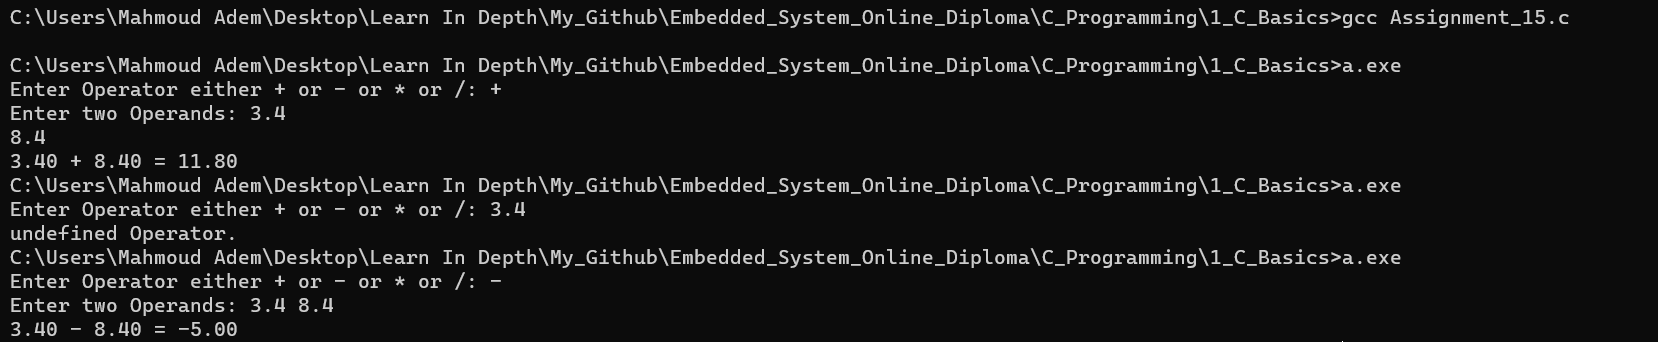 C:\Users\Mahmoud Adem\Desktop\Learn In Depth\My_Github\Embedded_System_Online_Diploma\C_Programming\1_C_Basics>gcc Assignment_15.c
C:\Users\Mahmoud Adem\Desktop\Learn In Depth\My_Github\Embedded_System_Online_Diploma\C_Programming\1_C_Basics>a.exe
Enter Operator either + or - or * or /: +
Enter two Operands: 3.4
8.4
3.40 + 8.40 = 11.80
C:\Users\Mahmoud Adem\Desktop\Learn In Depth\My_Github\Embedded_System_Online_Diploma\C_Programming\1_C_Basics>a.exe
Enter Operator either + or - or * or /: 3.4
undefined Operator.
C:\Users\Mahmoud Adem\Desktop\Learn In Depth\My_Github\Embedded_System_Online_Diploma\C_Programming\1_C_Basics>a.exe
Enter Operator either + or - or * or /: -
Enter two Operands: 3.4 8.4
3.40 - 8.40 = -5.00